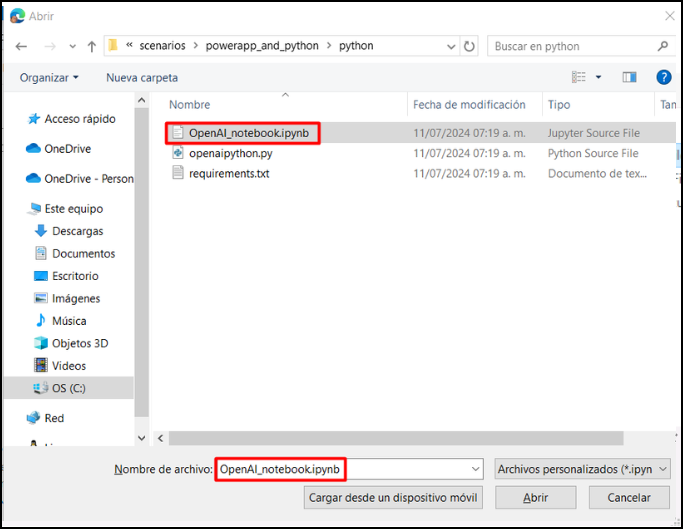 Abrir
« scenarios > powerapp_and_python > python
Buscar en python
Organizar
Nueva carpeta
Nombre
Fecha de modificación
Tipo
Acceso rápido
OneDrive
OneDrive - Person
Este equipo
Descargas
Documentos
Escritorio
Imágenes
Música
Objetos 3D
Videos
OS (C:)
Red
OpenAI_notebook.ipynb 11/07/2024 07:19 a. m. Jupyter Source File
openaipython.py 11/07/2024 07:19 a. m. Python Source File
requirements.txt 11/07/2024 07:19 a. m. Documento de tex...
Nombre de archivo: OpenAI_notebook.ipynb
Archivos personalizados (*.ipyn
Cargar desde un dispositivo móvil
Abrir
Cancelar